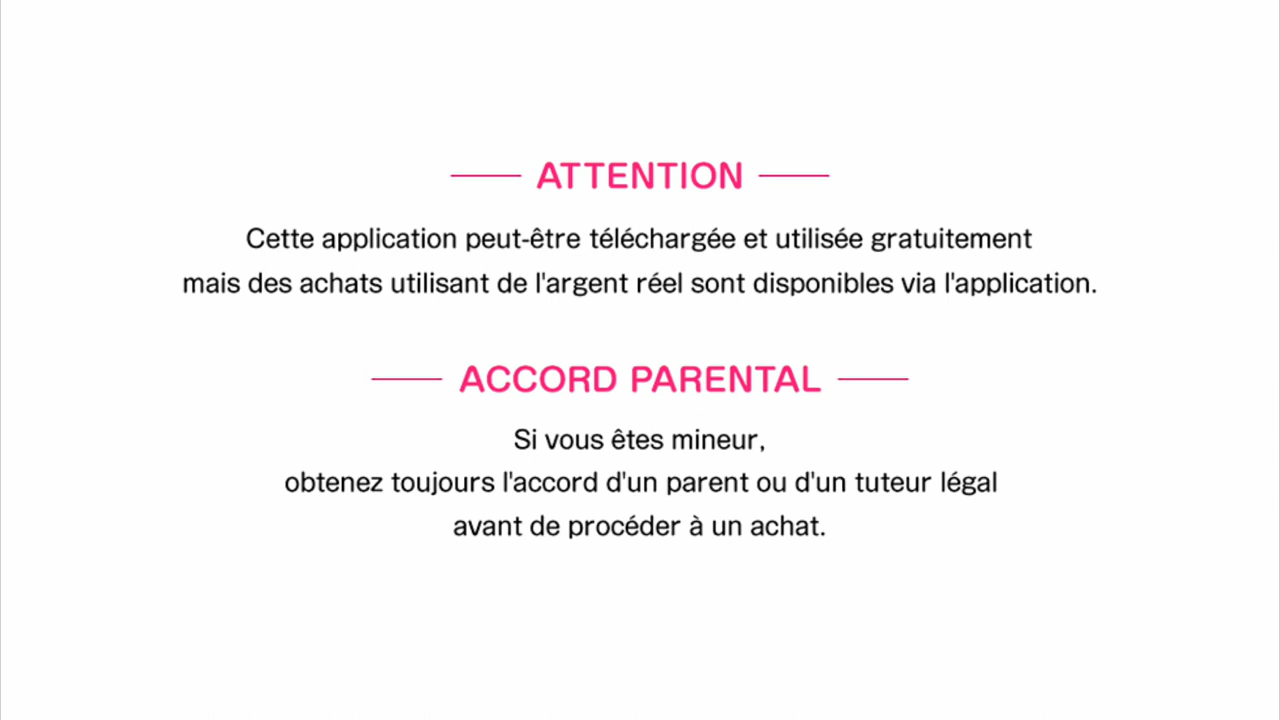 ATTENTION
Cette application peut-être téléchargée et utilisée gratuitement
mais des achats utilisant de l'argent réel sont disponibles via l'application.
ACCORD PARENTAL
Si vous êtes mineur,
obtenez toujours l'accord d'un parent ou d'un tuteur légal
avant de procéder à un achat.